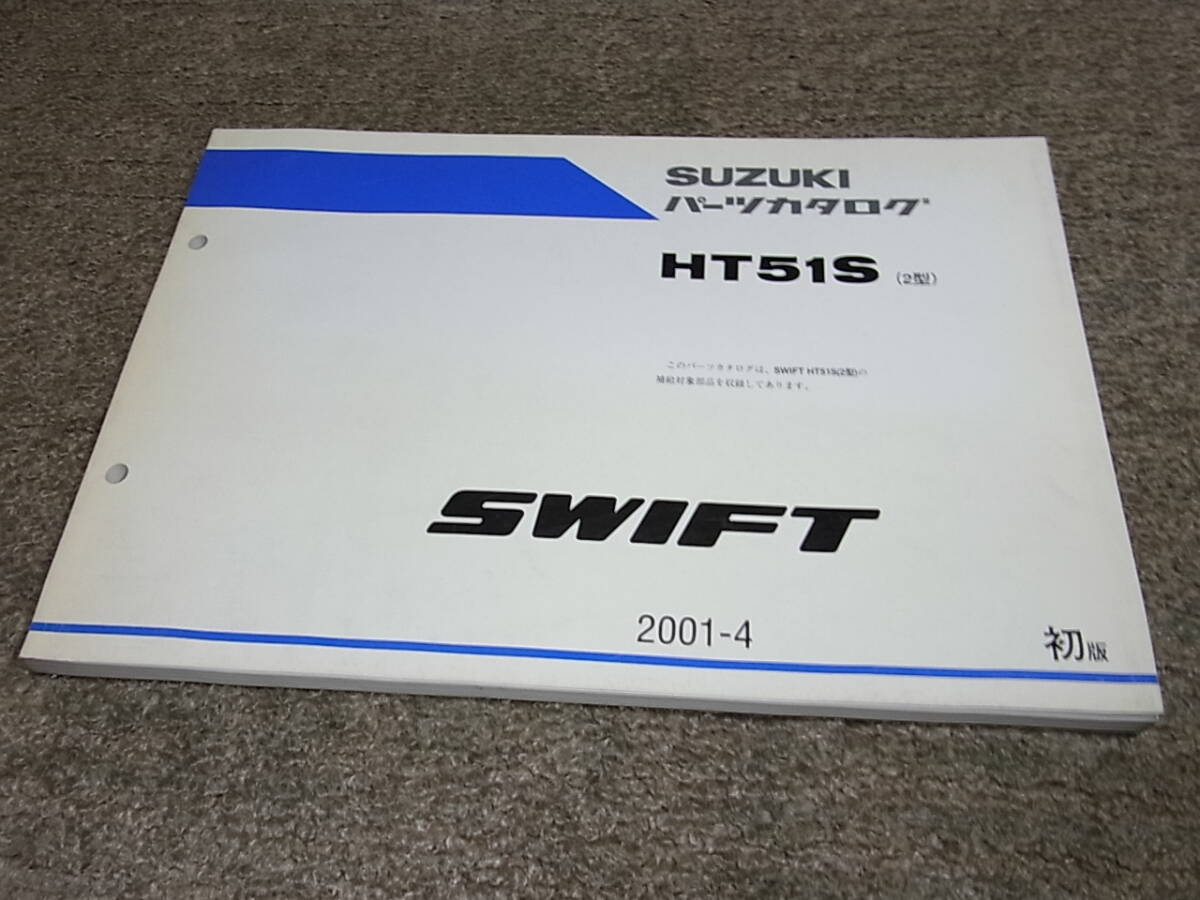 SUZUKI
パーツカタログ
HT51S (2型)
このパーツカタログは、SWIFT HT51S(2型)の
補給対象部品を収録してあります。
SWIFT
2001-4
初版